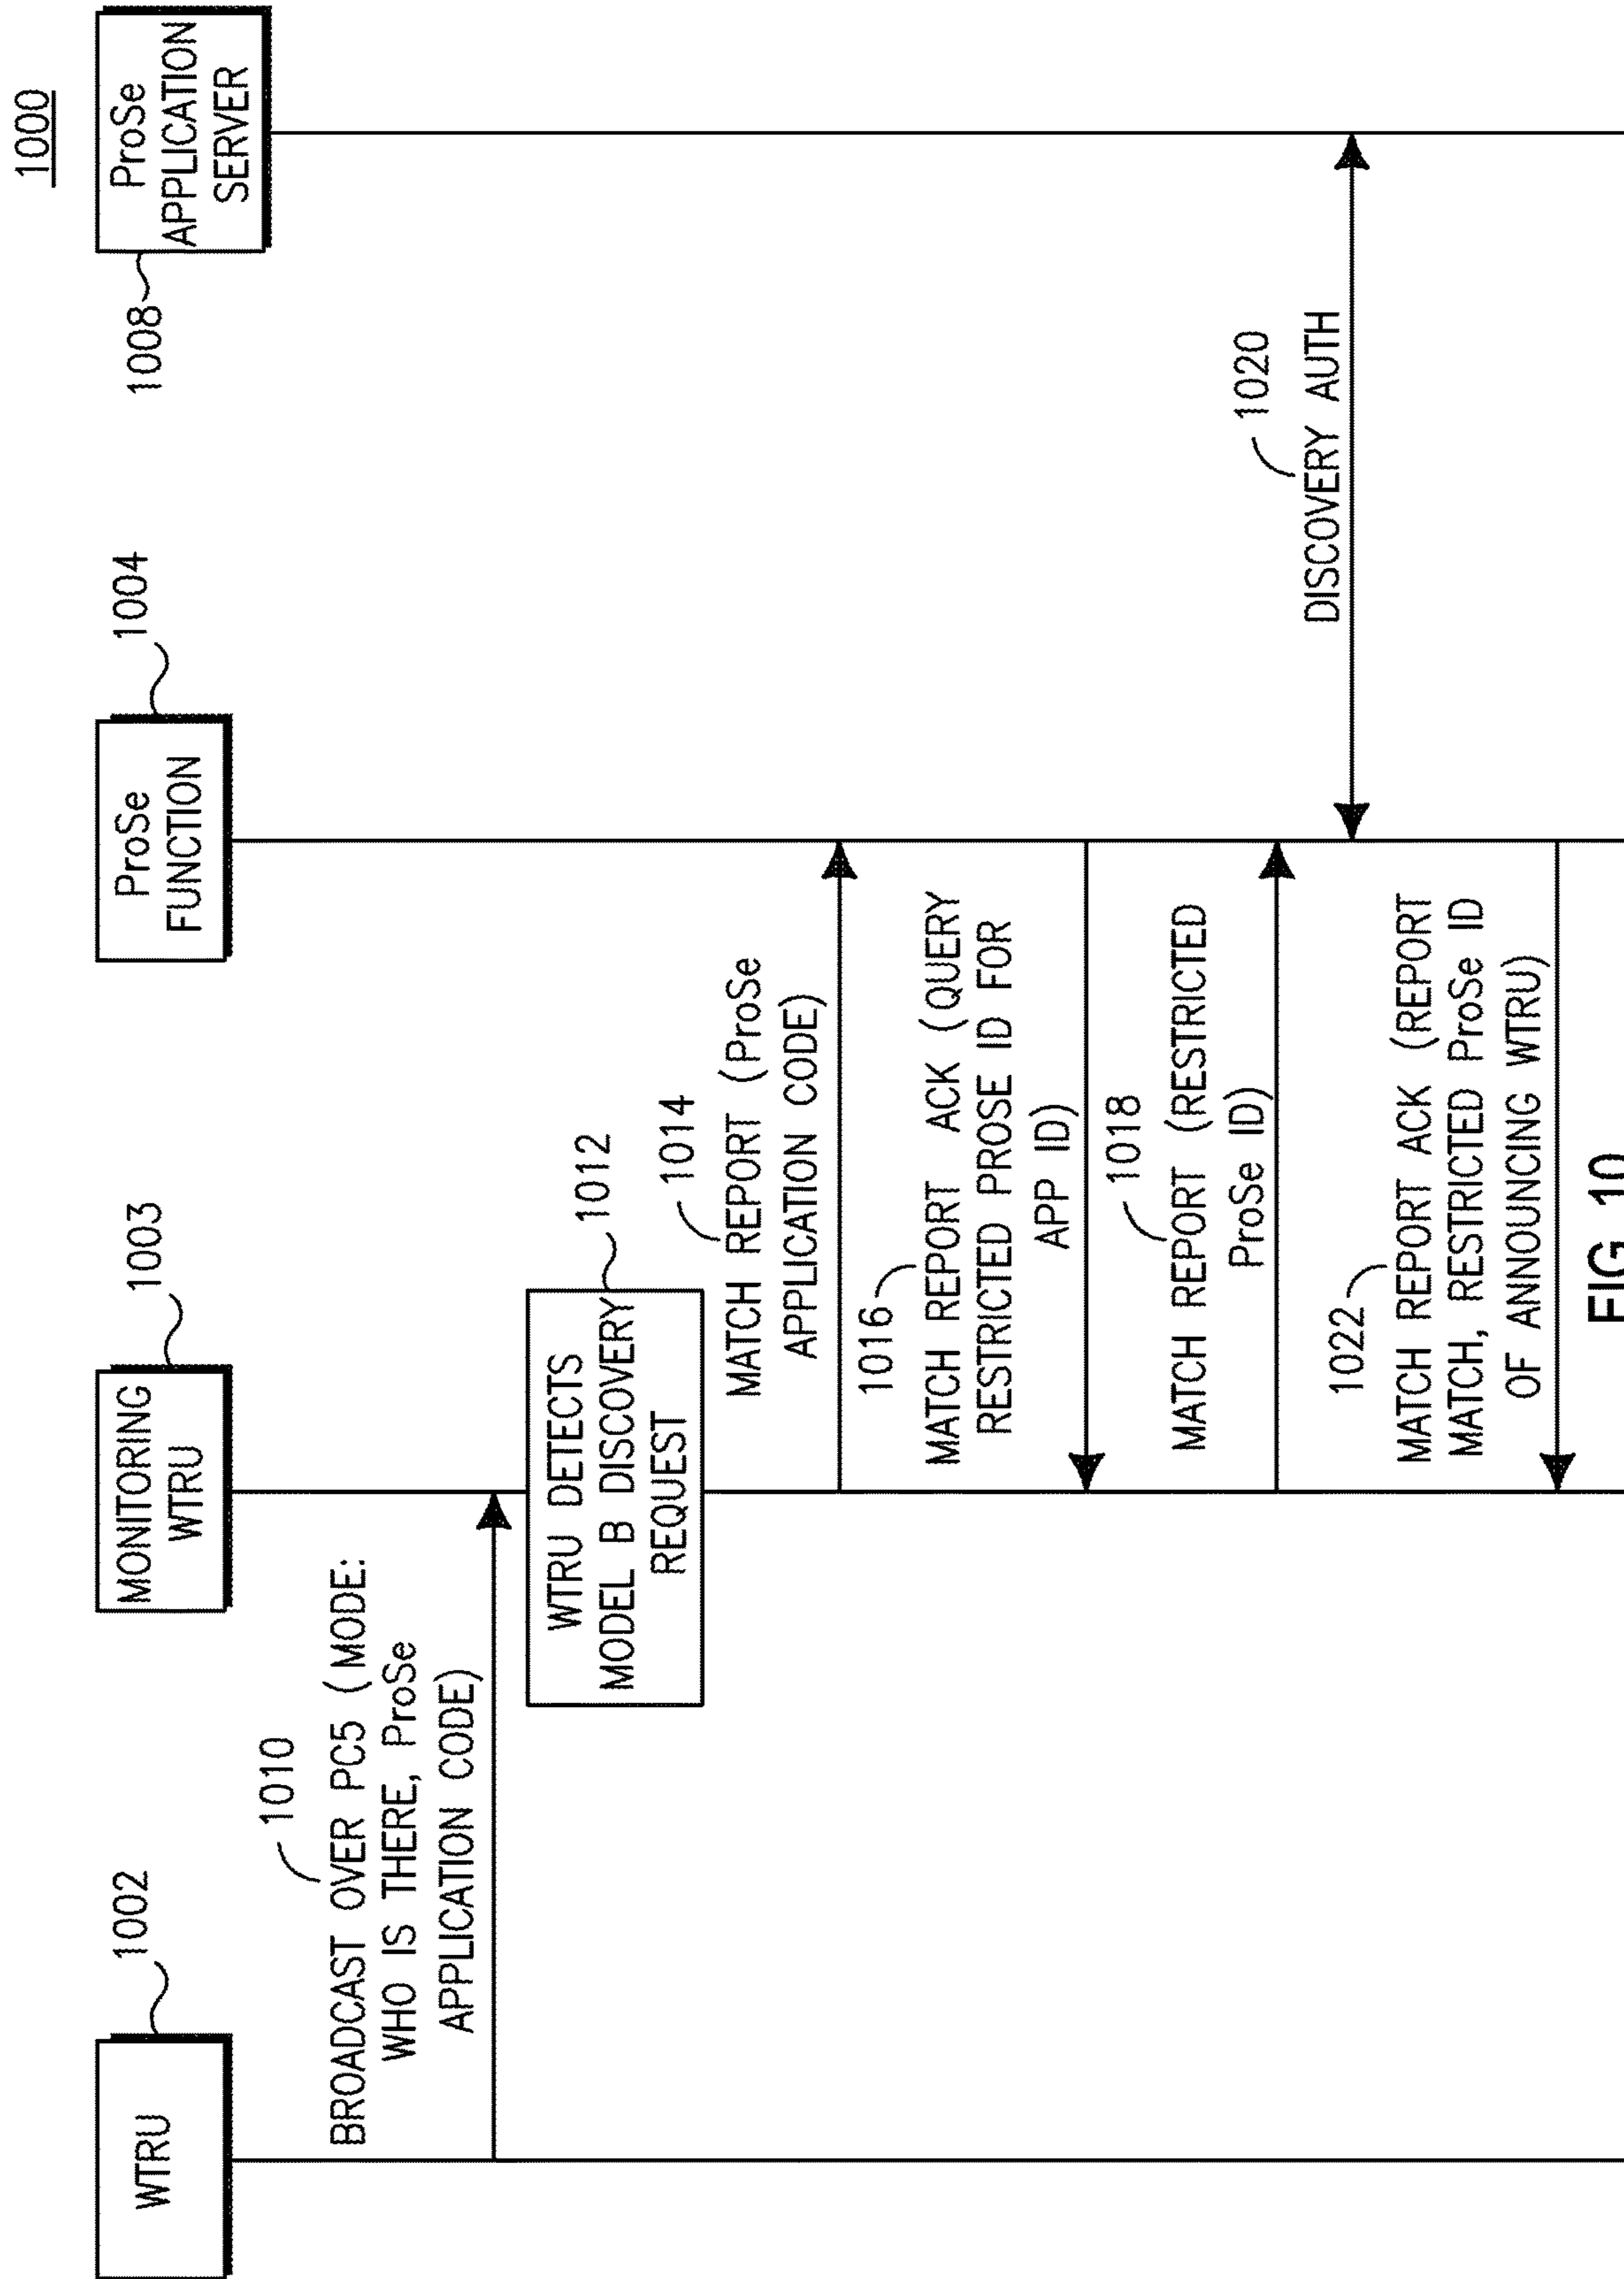 1000
WTRU
1002
MONITORING
WTRU
1003
ProSe
FUNCTION
1004
ProSe
APPLICATION
SERVER
1008
1010
BROADCAST OVER PC5 (MODE:
WHO IS THERE, ProSe
APPLICATION CODE)
WTRU DETECTS
MODEL B DISCOVERY
REQUEST
1012
1014
MATCH REPORT (ProSe
APPLICATION CODE)
1016
MATCH REPORT ACK (QUERY
RESTRICTED PROSE ID FOR
APP ID)
1018
MATCH REPORT (RESTRICTED
ProSe ID)
1020
DISCOVERY AUTH
1022
MATCH REPORT ACK (REPORT
MATCH, RESTRICTED ProSe ID
OF ANNOUNCING WTRU)
FIG. 10